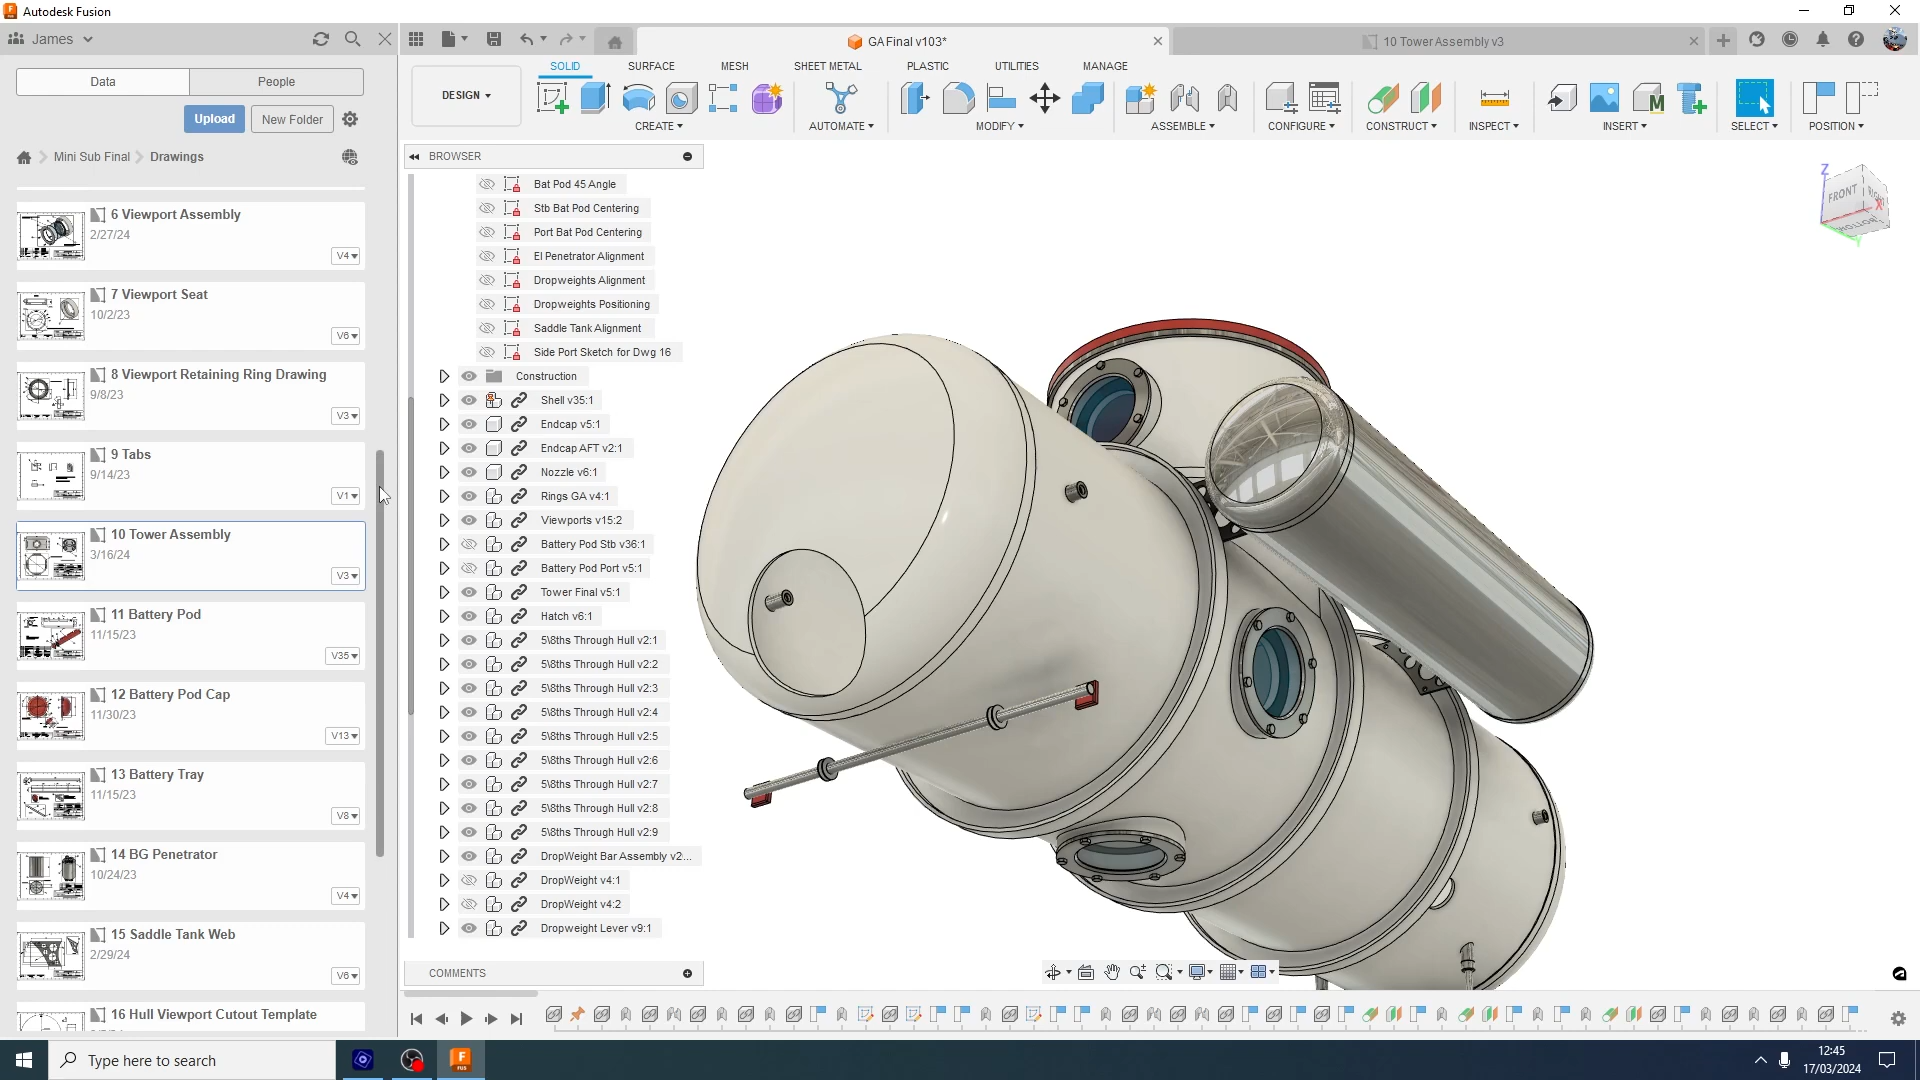 Autodesk Fusion
James
GA Final v103*
10 Tower Assembly v3
Data
People
SOLID
SURFACE
MESH
SHEET METAL
PLASTIC
UTILITIES
MANAGE
Upload
New Folder
DESIGN
CREATE
AUTOMATE
MODIFY
ASSEMBLE
CONFIGURE
CONSTRUCT
INSPECT
INSERT
SELECT
POSITION
Mini Sub Final
Drawings
BROWSER
6 Viewport Assembly
2/27/24
V4
7 Viewport Seat
10/2/23
V6
8 Viewport Retaining Ring Drawing
9/8/23
V3
9 Tabs
9/14/23
V1
10 Tower Assembly
3/16/24
V3
11 Battery Pod
11/15/23
V35
12 Battery Pod Cap
11/30/23
V13
13 Battery Tray
11/15/23
V8
14 BG Penetrator
10/24/23
V4
15 Saddle Tank Web
2/29/24
V6
16 Hull Viewport Cutout Template
Bat Pod 45 Angle
Stb Bat Pod Centering
Port Bat Pod Centering
El Penetrator Alignment
Dropweights Alignment
Dropweights Positioning
Saddle Tank Alignment
Side Port Sketch for Dwg 16
Construction
Shell v35:1
Endcap v5:1
Endcap AFT v2:1
Nozzle v6:1
Rings GA v4:1
Viewports v15:2
Battery Pod Stb v36:1
Battery Pod Port v5:1
Tower Final v5:1
Hatch v6:1
5\8ths Through Hull v2:1
5\8ths Through Hull v2:2
5\8ths Through Hull v2:3
5\8ths Through Hull v2:4
5\8ths Through Hull v2:5
5\8ths Through Hull v2:6
5\8ths Through Hull v2:7
5\8ths Through Hull v2:8
5\8ths Through Hull v2:9
DropWeight Bar Assembly v2...
DropWeight v4:1
DropWeight v4:2
Dropweight Lever v9:1
COMMENTS
Z
FRONT
RIGHT
X
BOTTOM
Y
Type here to search
12:45
17/03/2024